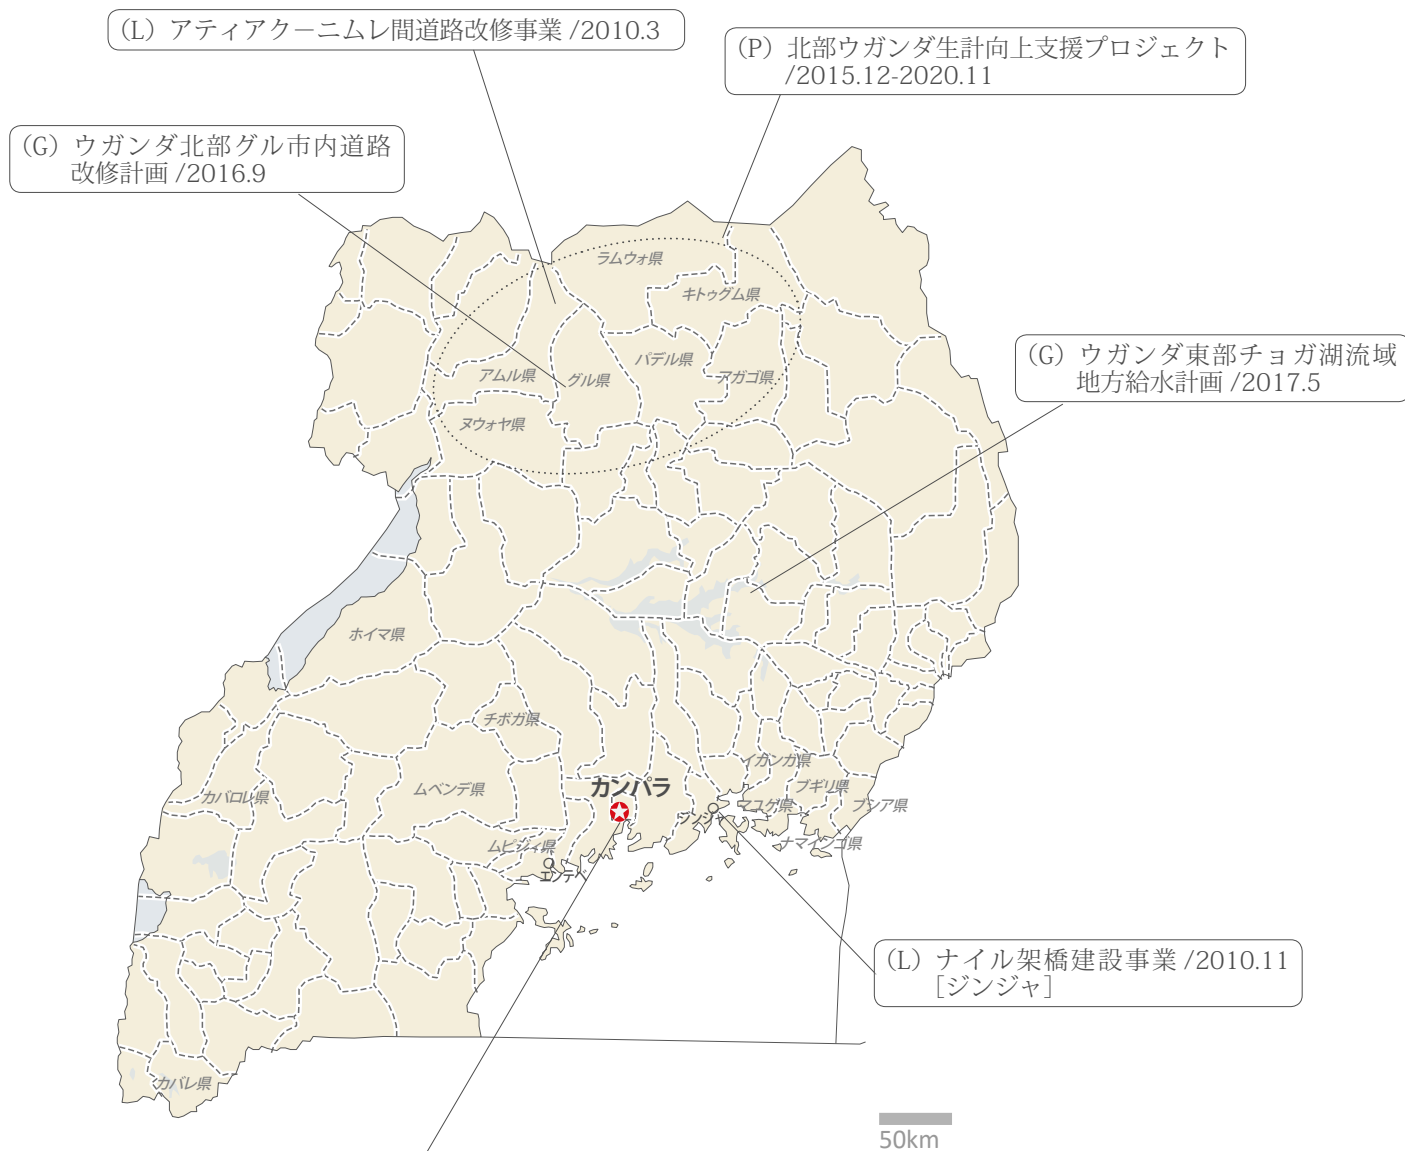 (L) アティアク－ニムレ間道路改修事業 /2010.3
(P) 北部ウガンダ生計向上支援プロジェクト
/2015.12-2020.11
(G) ウガンダ北部グル市内道路
改修計画 /2016.9
ラムウォ県
キトゥグム県
(G) ウガンダ東部チョガ湖流域
地方給水計画 /2017.5
パデル県
アムル県
グル県
アガゴ県
ヌウォヤ県
ホイマ県
チボガ県
イガンガ県
カンパラ
ムベンデ県
ブギリ県
カバロレ県
マユゲ県
ブシア県
ジンジャ
ムピジィ県
ナマインゴ県
エンテベ
(L) ナイル架橋建設事業 /2010.11
[ジンジャ]
カバレ県
50km